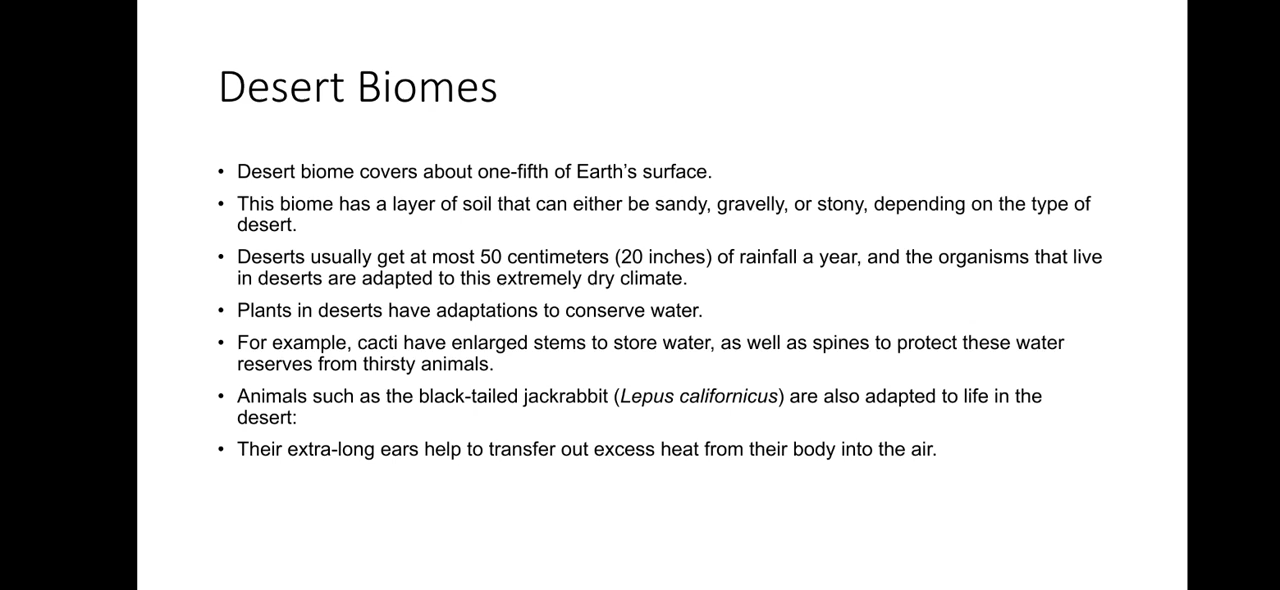 Desert Biomes
• Desert biome covers about one-fifth of Earth’s surface.
• This biome has a layer of soil that can either be sandy, gravelly, or stony, depending on the type of
desert.
• Deserts usually get at most 50 centimeters (20 inches) of rainfall a year, and the organisms that live
in deserts are adapted to this extremely dry climate.
• Plants in deserts have adaptations to conserve water.
• For example, cacti have enlarged stems to store water, as well as spines to protect these water
reserves from thirsty animals.
• Animals such as the black-tailed jackrabbit (Lepus californicus) are also adapted to life in the
desert:
• Their extra-long ears help to transfer out excess heat from their body into the air.